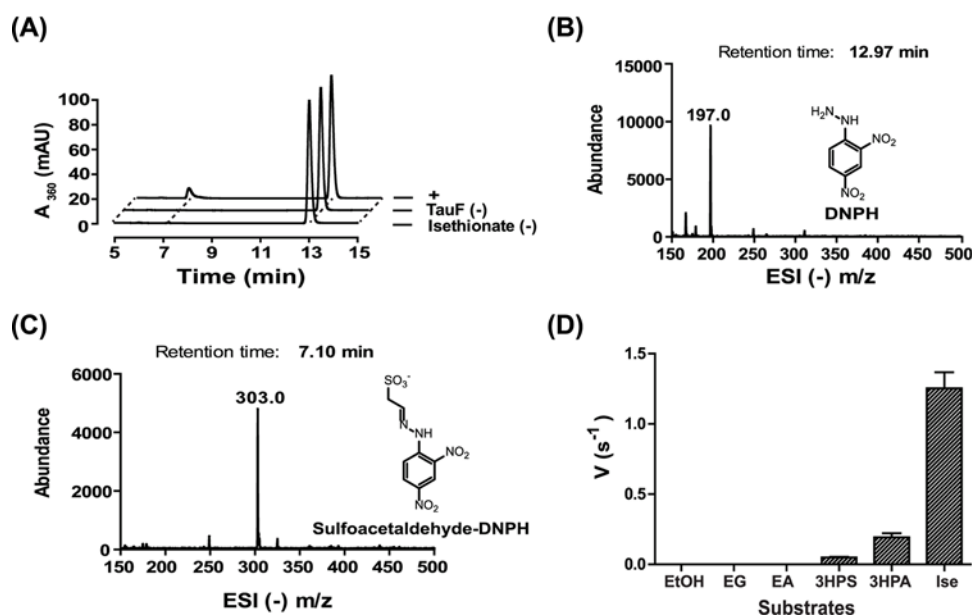 (A)
100
80
60
40
20
0
A 360 (mAU)
5 7 9 11 13 15
Time (min)
+
TauF (-)
Isethionate (-)
(B)
Retention time: 12.97 min
15000
10000
5000
0
Abundance
197.0
H₂N
NH
NO₂
NO₂
DNPH
150 200 250 300 350 400 450 500
ESI (-) m/z
(C)
Retention time: 7.10 min
6000
4000
2000
0
Abundance
303.0
SO₃⁻
N
NH
NO₂
NO₂
Sulfoacetaldehyde-DNPH
150 200 250 300 350 400 450 500
ESI (-) m/z
(D)
1.5
1.0
0.5
0.0
V (s⁻¹)
EtOH EG EA 3HPS 3HPA Ise
Substrates